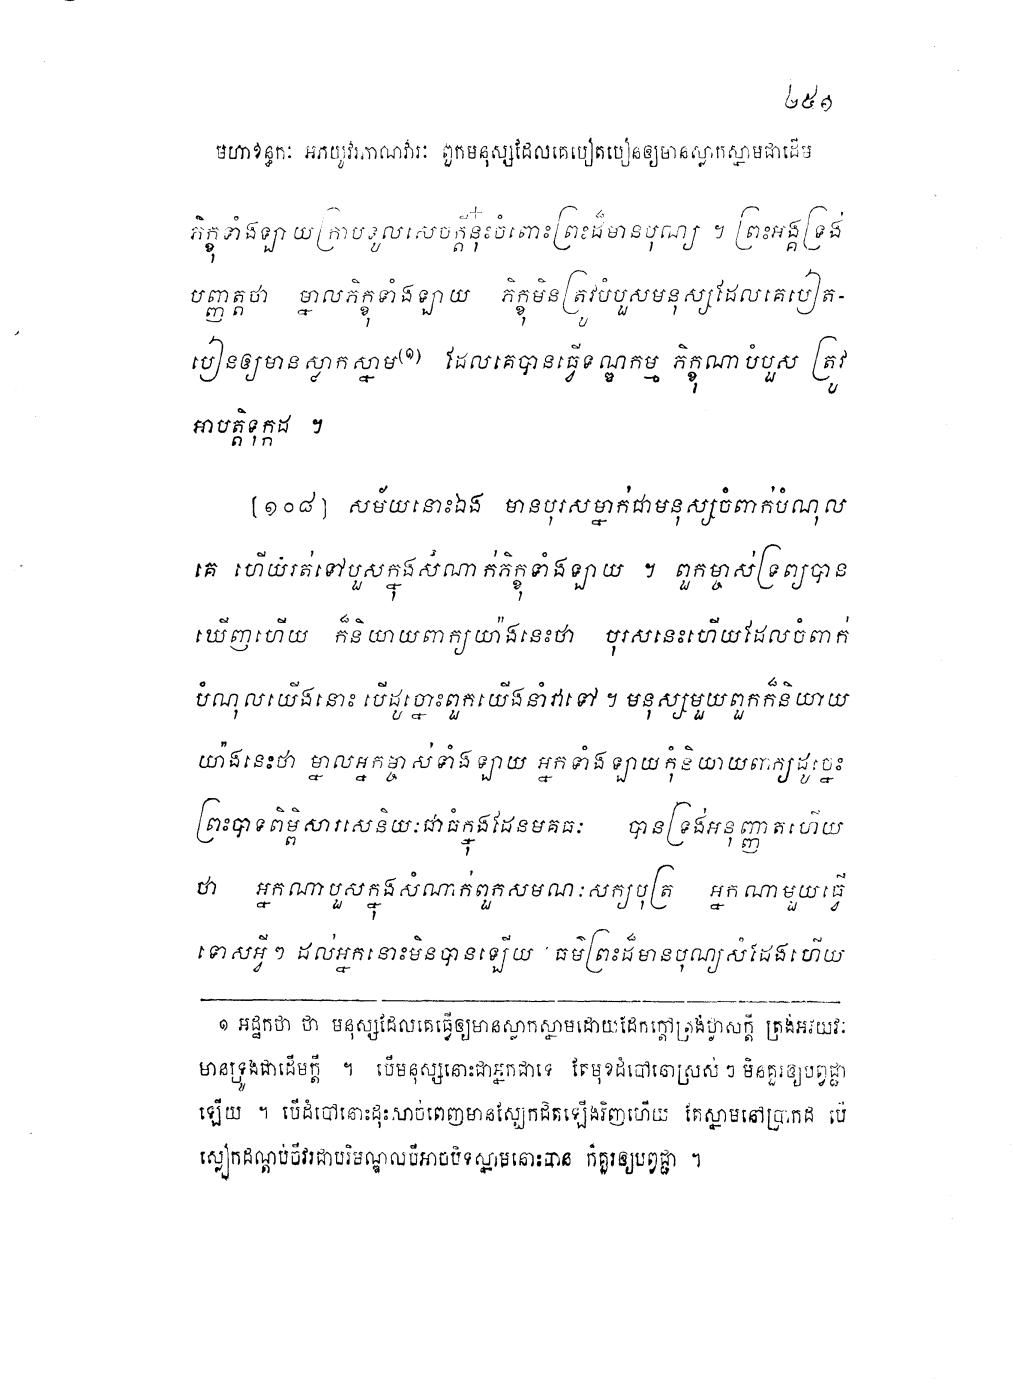 ២៥១
មហាខន្ធកៈ អភយូវរភាណវារៈ ពួកមនុស្សដែលគេបៀតបៀនឲ្យមានស្លាកស្នាមជាដើម
ភិក្ខុទាំងឡាយក្រាបទូលសេចក្តីនុ៎ះចំពោះព្រះដ៏មានបុណ្យ ។ ព្រះអង្គទ្រង់
បញ្ញត្តថា ម្នាលភិក្ខុទាំងឡាយ ភិក្ខុមិនត្រូវបំបួសមនុស្សដែលគេបៀត-
បៀនឲ្យមានស្លាកស្នាម(១) ដែលគេបានធ្វើទណ្ឌកម្ម ភិក្ខុណាបំបួស ត្រូវ
អាបត្តិទុក្កដ ។
[១០៨] សម័យនោះឯង មានបុរសម្នាក់ជាមនុស្សចំពាក់បំណុល
គេ ហើយរត់ទៅបួសក្នុងសំណាក់ភិក្ខុទាំងឡាយ ។ ពួកម្ចាស់ទ្រព្យបាន
ឃើញហើយ ក៏និយាយពាក្យយ៉ាងនេះថា បុរសនេះហើយដែលចំពាក់
បំណុលយើងនោះ បើដូច្នោះពួកយើងនាំវាទៅ ។ មនុស្សមួយពួកក៏និយាយ
យ៉ាងនេះថា ម្នាលអ្នកម្ចាស់ទាំងឡាយ អ្នកទាំងឡាយកុំនិយាយពាក្យដូច្នេះ
ព្រះបាទពិម្ពិសារសេនិយៈជាធំក្នុងដែនមគធៈ បានទ្រង់អនុញ្ញាតហើយ
ថា អ្នកណាបួសក្នុងសំណាក់ពួកសមណៈសក្យបុត្រ អ្នកណាមួយធ្វើ
ទោសអ្វីៗ ដល់អ្នកនោះមិនបានឡើយ ធម៌ព្រះដ៏មានបុណ្យសំដែងហើយ
១ អដ្ឋកថា ថា មនុស្សដែលគេធ្វើឲ្យមានស្លាកស្នាមដោយដែកក្តៅត្រង់ថ្ងាសក្តី ត្រង់អវយវៈ
មានទ្រូងជាដើមក្តី ។ បើមនុស្សនោះជាអ្នកជាទេ តែមុខដំបៅនៅស្រស់ៗ មិនគួរឲ្យបព្វជ្ជា
ឡើយ ។ បើដំបៅនោះដុះសាច់ពេញមានស្បែកជិតឡើងវិញហើយ តែស្នាមនៅប្រាកដ បើ
ស្លៀកដណ្តប់ចីវរជាបរិមណ្ឌលបីអាចបិទស្នាមនោះបាន ក៏គួរឲ្យបព្វជ្ជា ។